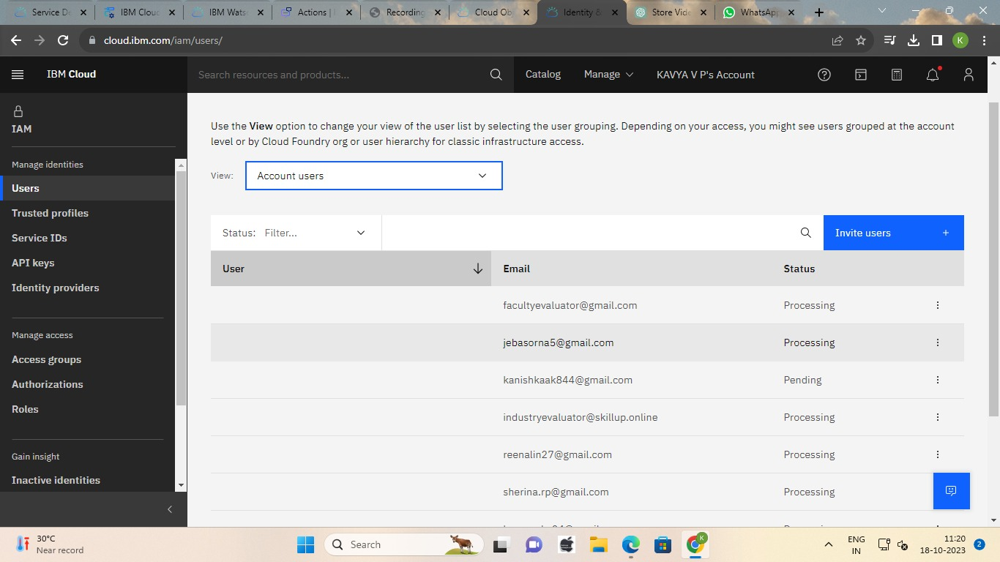 Service De
IBM Clou
IBM Wats
Actions |
Recording
Cloud Ob
Identity &
Store Vide
WhatsApp
cloud.ibm.com/iam/users/
K
IBM Cloud
Search resources and products...
Catalog
Manage
KAVYA V P's Account
IAM
Manage identities
Users
Trusted profiles
Service IDs
API keys
Identity providers
Manage access
Access groups
Authorizations
Roles
Gain insight
Inactive identities
Use the View option to change your view of the user list by selecting the user grouping. Depending on your access, you might see users grouped at the account
level or by Cloud Foundry org or user hierarchy for classic infrastructure access.
View:
Account users
Status: Filter...
Invite users +
User Email Status
facultyevaluator@gmail.com Processing
jebasorna5@gmail.com Processing
kanishkaak844@gmail.com Pending
industryevaluator@skillup.online Processing
reenalin27@gmail.com Processing
sherina.rp@gmail.com Processing
30°C
Near record
Search
K
ENG
IN
11:20
18-10-2023
2